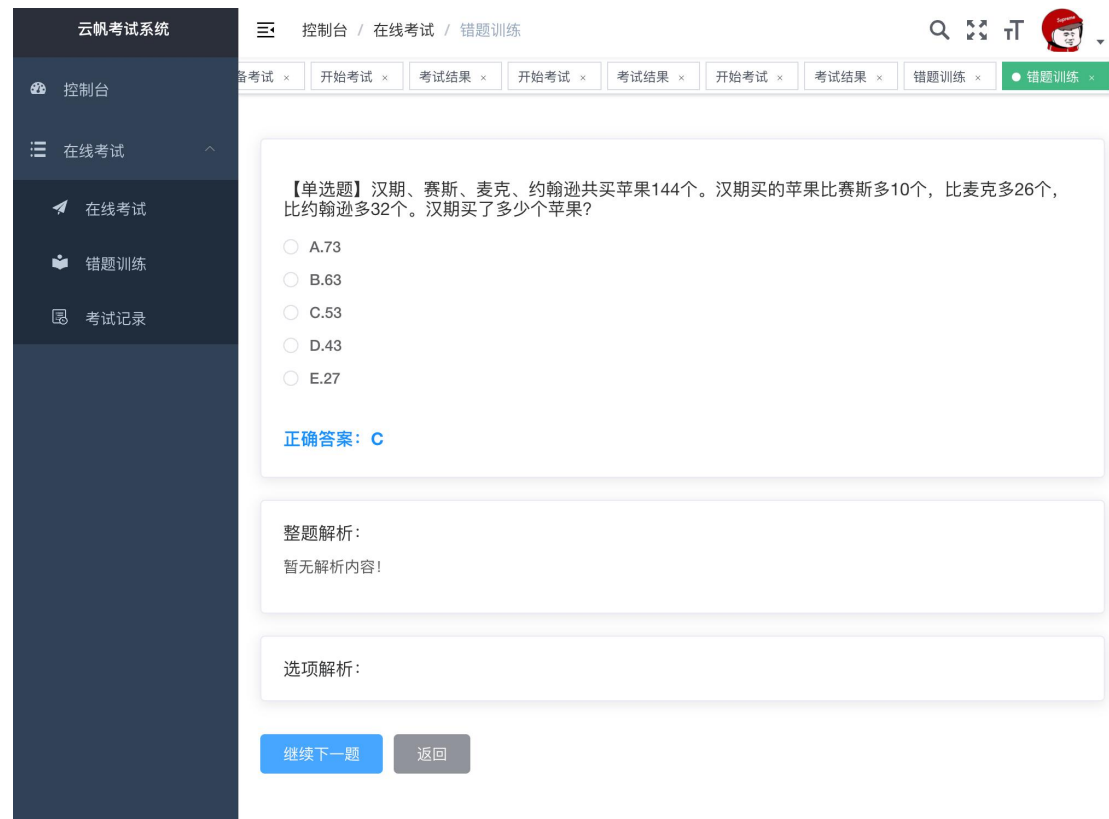 云帆考试系统
控制台 / 在线考试 / 错题训练
备考试 × 开始考试 × 考试结果 × 开始考试 × 考试结果 × 开始考试 × 考试结果 × 错题训练 × 错题训练 ×
控制台
在线考试
在线考试
错题训练
考试记录
【单选题】汉期、赛斯、麦克、约翰逊共买苹果144个。汉期买的苹果比赛斯多10个，比麦克多26个，
比约翰逊多32个。汉期买了多少个苹果?
A.73
B.63
C.53
D.43
E.27
正确答案：C
整题解析：
暂无解析内容！
选项解析：
继续下一题 返回